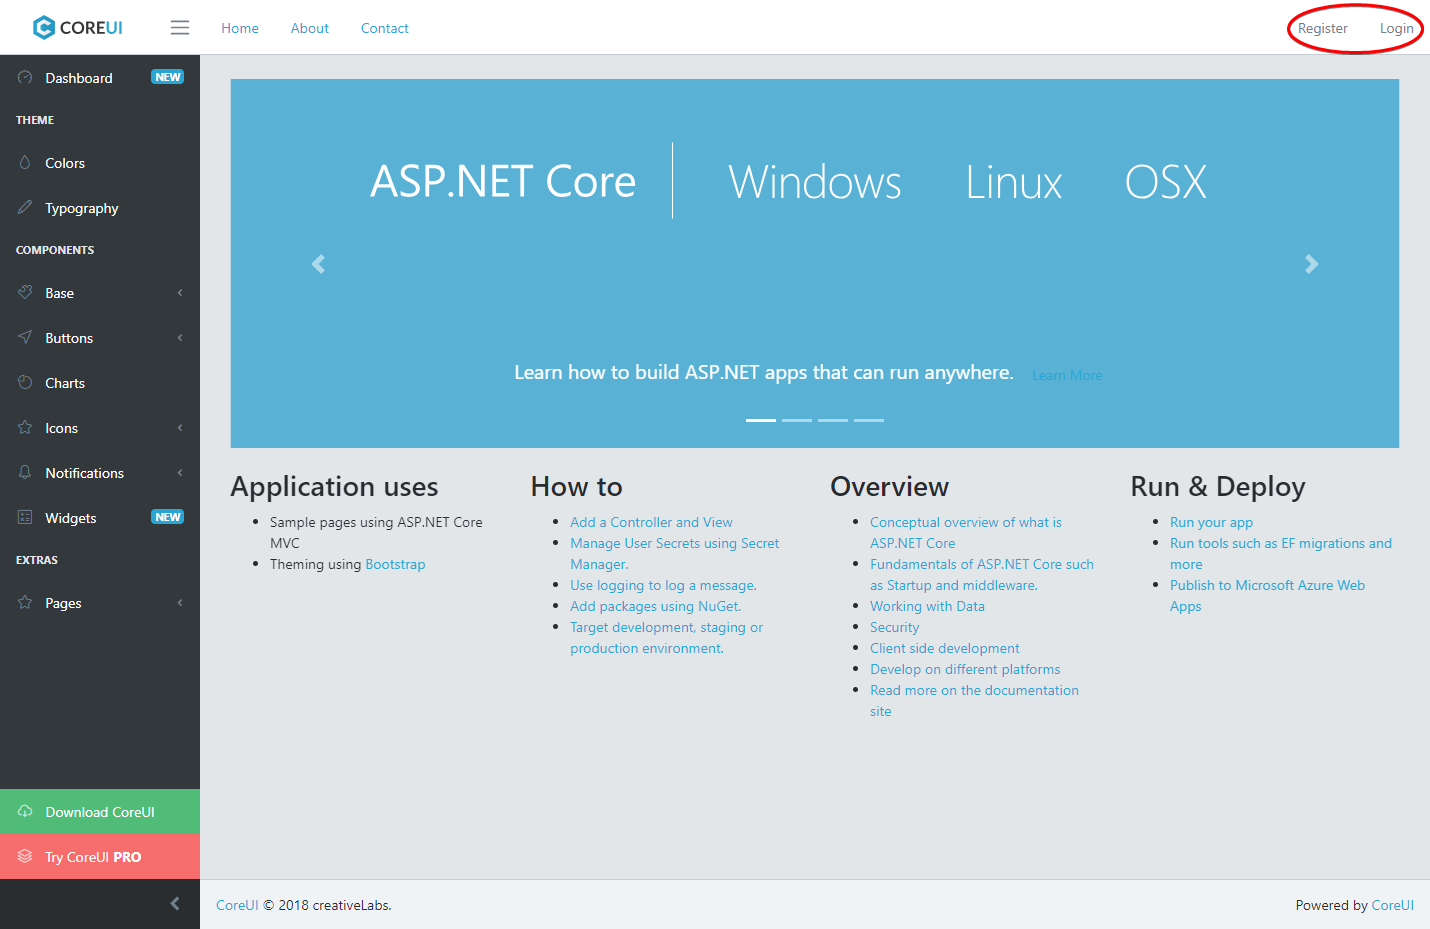 COREUI
Home
About
Contact
Register
Login
Dashboard
NEW
THEME
Colors
Typography
COMPONENTS
Base
Buttons
Charts
Icons
Notifications
Widgets
NEW
EXTRAS
Pages
Download CoreUI
Try CoreUI PRO
ASP.NET Core
Windows
Linux
OSX
Learn how to build ASP.NET apps that can run anywhere.
Learn More
Application uses
Sample pages using ASP.NET Core
MVC
Theming using Bootstrap
How to
Add a Controller and View
Manage User Secrets using Secret
Manager.
Use logging to log a message.
Add packages using NuGet.
Target development, staging or
production environment.
Overview
Conceptual overview of what is
ASP.NET Core
Fundamentals of ASP.NET Core such
as Startup and middleware.
Working with Data
Security
Client side development
Develop on different platforms
Read more on the documentation
site
Run & Deploy
Run your app
Run tools such as EF migrations and
more
Publish to Microsoft Azure Web
Apps
CoreUI © 2018 creativeLabs.
Powered by CoreUI